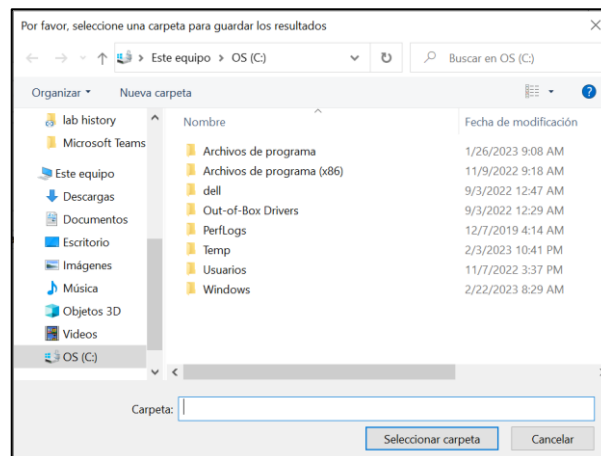 Por favor, seleccione una carpeta para guardar los resultados
Este equipo > OS (C:)
Buscar en OS (C:)
Organizar
Nueva carpeta
lab history
Microsoft Teams
Este equipo
Descargas
Documentos
Escritorio
Imágenes
Música
Objetos 3D
Videos
OS (C:)
Nombre
Fecha de modificación
Archivos de programa
1/26/2023 9:08 AM
Archivos de programa (x86)
11/9/2022 9:18 AM
dell
9/3/2022 12:47 AM
Out-of-Box Drivers
9/3/2022 12:29 AM
PerfLogs
12/7/2019 4:14 AM
Temp
2/3/2023 10:41 PM
Usuarios
11/7/2022 3:37 PM
Windows
2/22/2023 8:29 AM
Carpeta:
Seleccionar carpeta
Cancelar